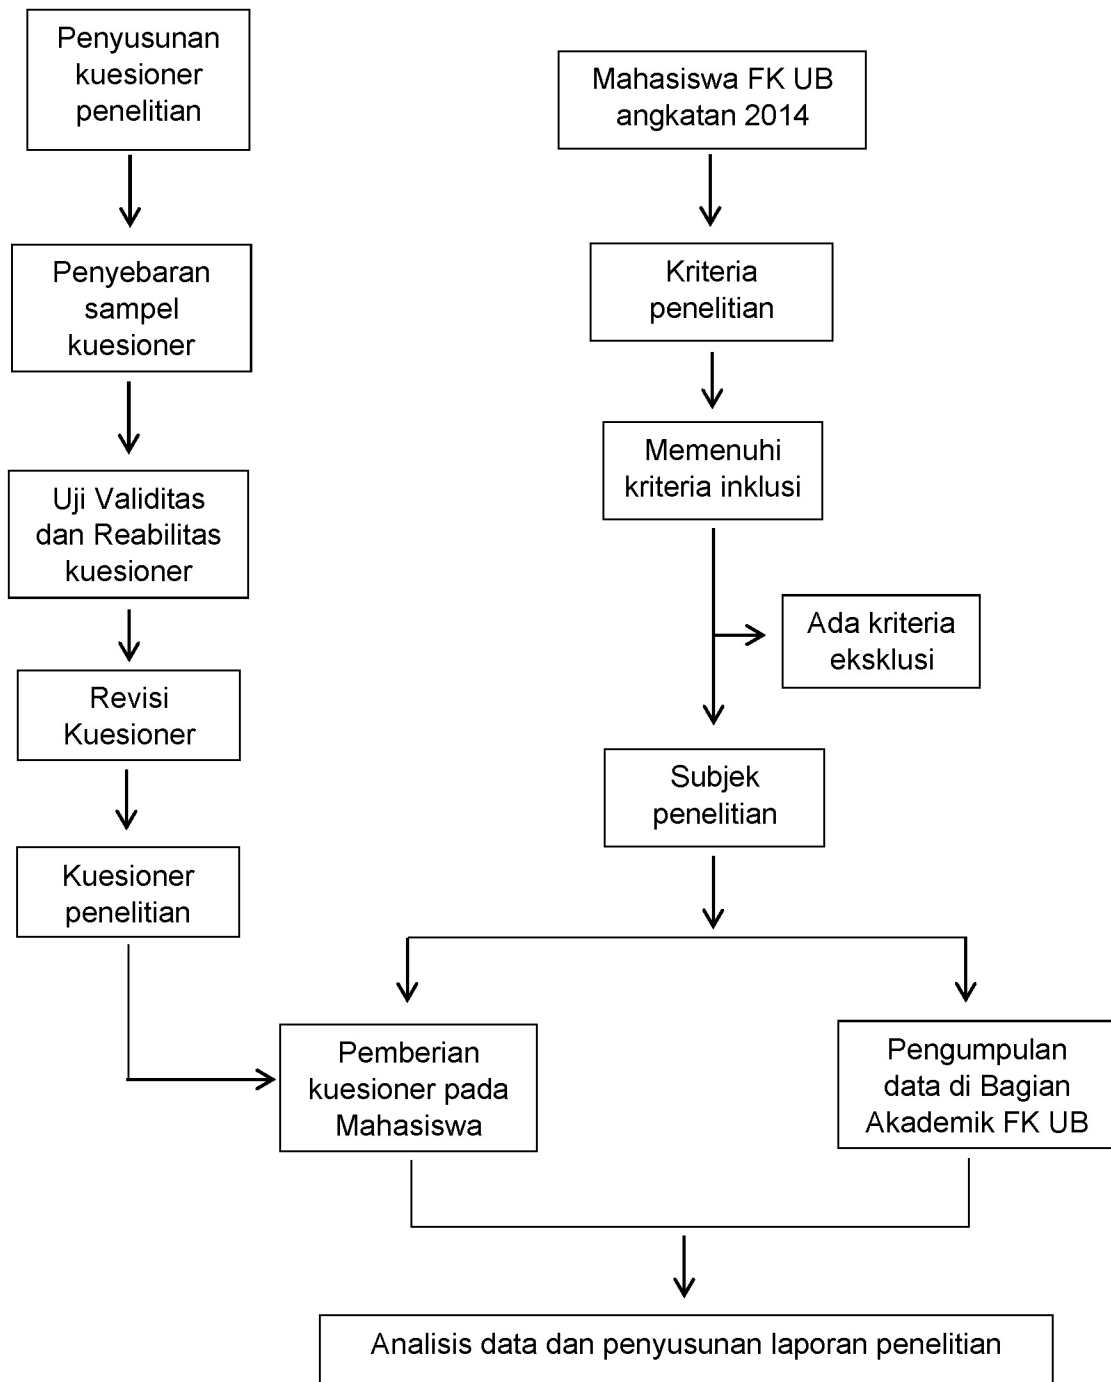 Penyusunan
kuesioner
penelitian
Penyebaran
sampel
kuesioner
Uji Validitas
dan Reabilitas
kuesioner
Revisi
Kuesioner
Kuesioner
penelitian
Mahasiswa FK UB
angkatan 2014
Kriteria
penelitian
Memenuhi
kriteria inklusi
Ada kriteria
eksklusi
Subjek
penelitian
Pemberian
kuesioner pada
Mahasiswa
Pengumpulan
data di Bagian
Akademik FK UB
Analisis data dan penyusunan laporan penelitian